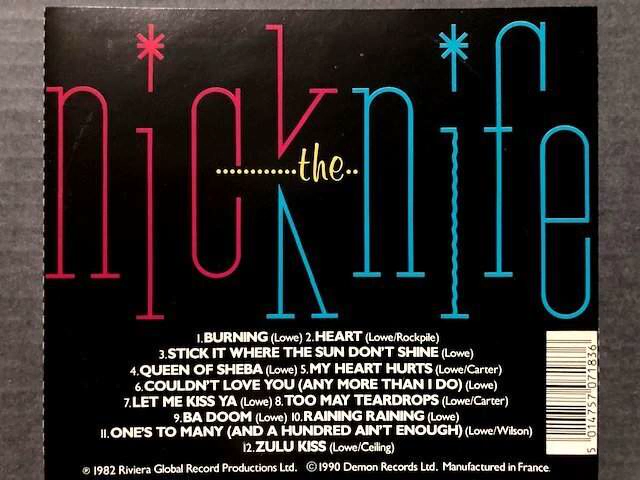 nick
............the..
knife
1.BURNING (Lowe) 2.HEART (Lowe/Rockpile)
3.STICK IT WHERE THE SUN DON'T SHINE (Lowe)
4.QUEEN OF SHEBA (Lowe) 5.MY HEART HURTS (Lowe/Carter)
6.COULDN'T LOVE YOU (ANY MORE THAN I DO) (Lowe)
7.LET ME KISS YA (Lowe) 8.TOO MAY TEARDROPS (Lowe/Carter)
9.BA DOOM (Lowe) 10.RAINING RAINING (Lowe)
11.ONE'S TO MANY (AND A HUNDRED AIN'T ENOUGH) (Lowe/Wilson)
12.ZULU KISS (Lowe/Ceiling)
℗ 1982 Riviera Global Record Productions Ltd. ©1990 Demon Records Ltd. Manufactured in France.
5 014757 071836